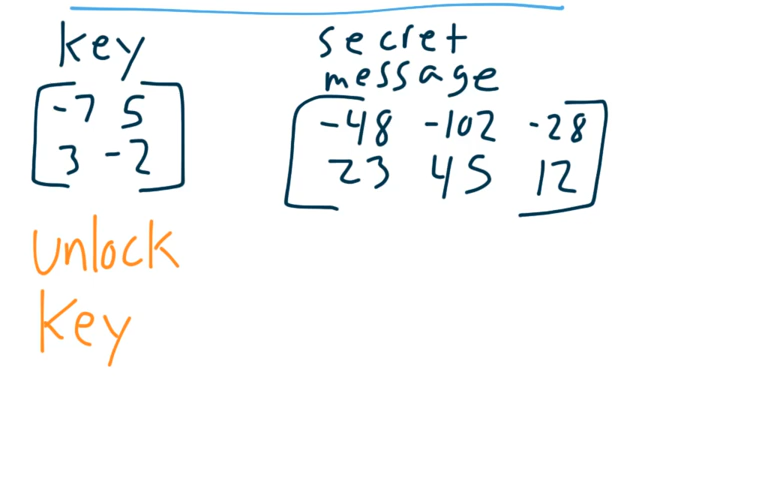 key
secret
message
-7 5
3 -2
-48 -102 -28
23 45 12
Unlock
Key